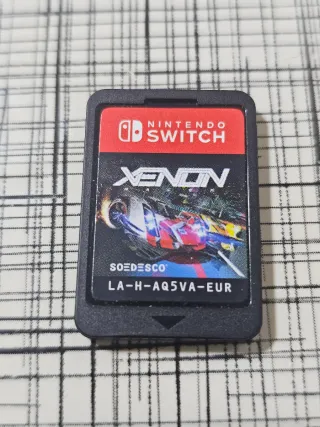 NINTENDO
SWITCH
XENON
SOEDESCO
LA-H-AQ5VA-EUR